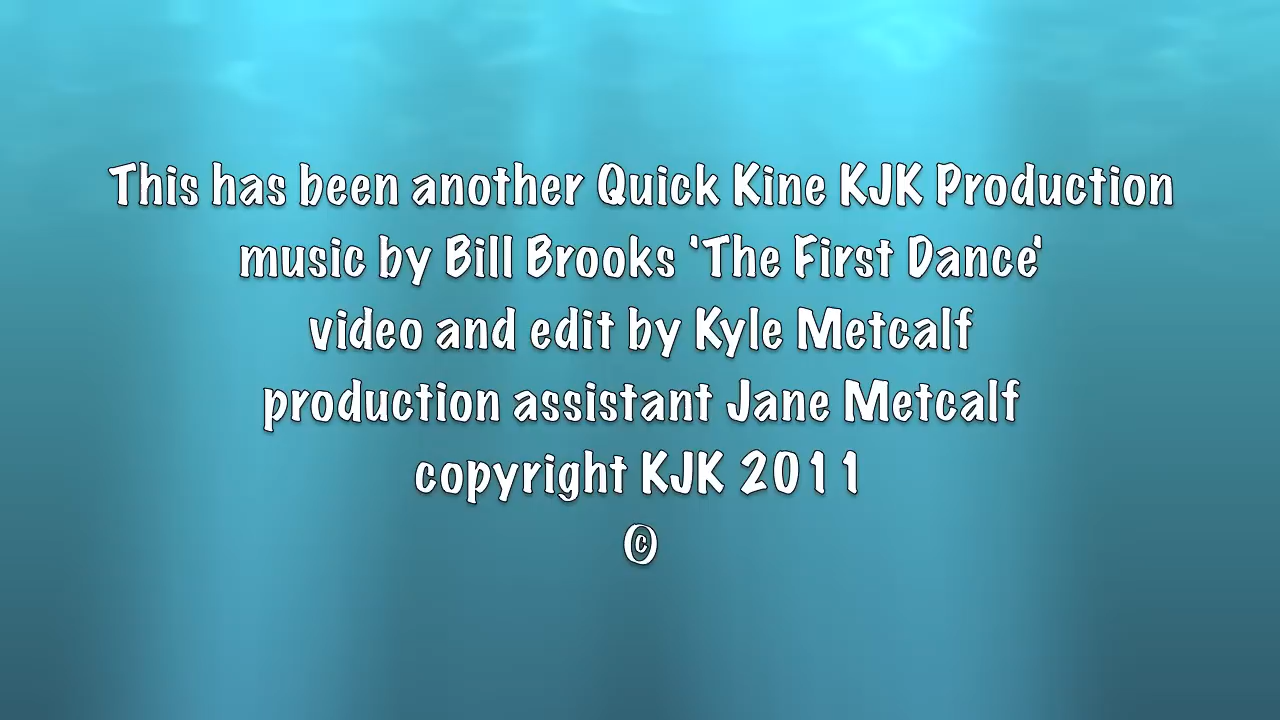 This has been another Quick Kine KJK Production
music by Bill Brooks 'The First Dance'
video and edit by Kyle Metcalf
production assistant Jane Metcalf
copyright KJK 2011
©